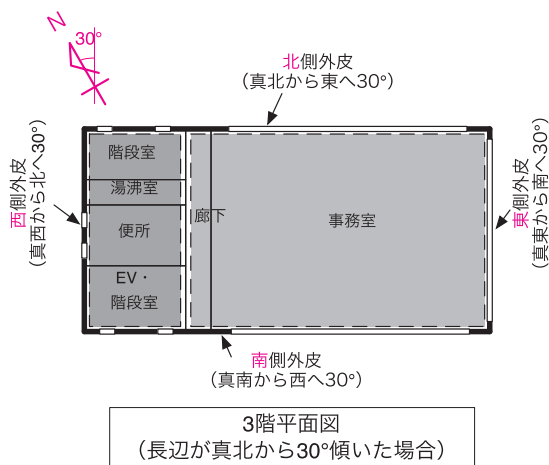 N
30°
北側外皮
(真北から東へ30°)
西側外皮
(真西から北へ30°)
階段室
湯沸室
便所
EV・
階段室
廊下
事務室
東側外皮
(真東から南へ30°)
南側外皮
(真南から西へ30°)
3階平面図
(長辺が真北から30°傾いた場合)